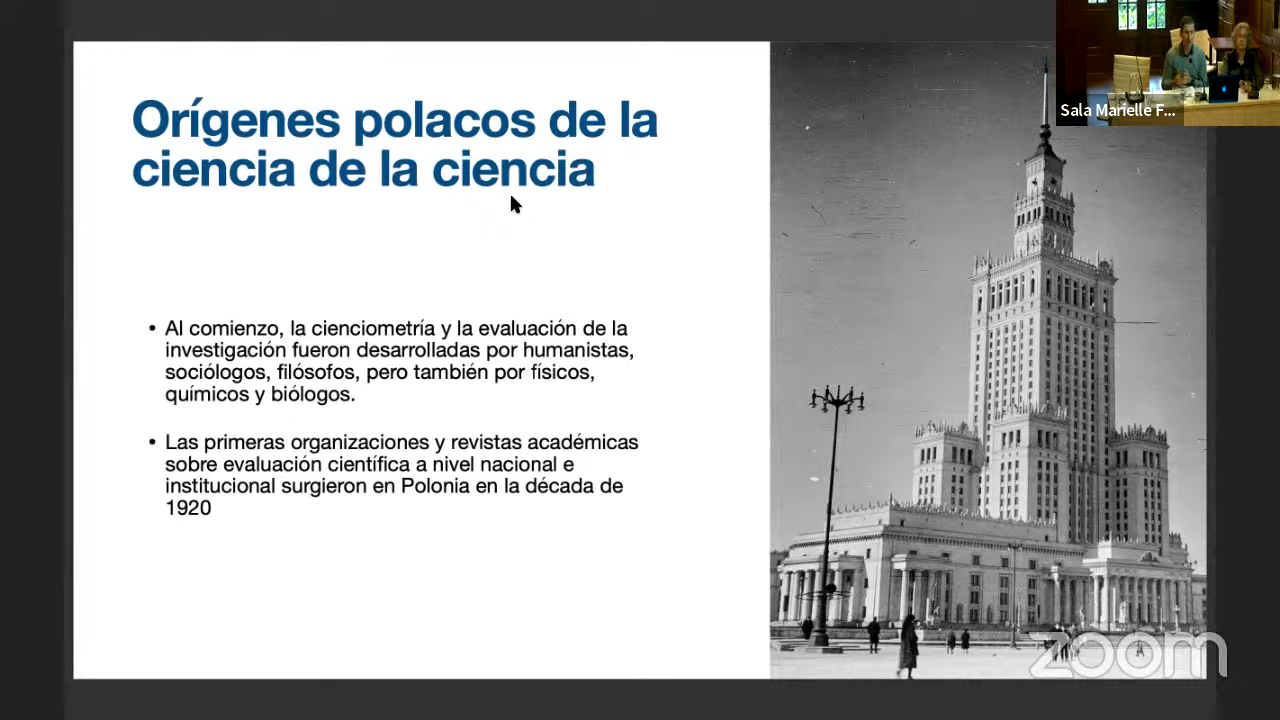 Sala Marielle F...
Orígenes polacos de la
ciencia de la ciencia
• Al comienzo, la cienciometría y la evaluación de la
investigación fueron desarrolladas por humanistas,
sociólogos, filósofos, pero también por físicos,
químicos y biólogos.
• Las primeras organizaciones y revistas académicas
sobre evaluación científica a nivel nacional e
institucional surgieron en Polonia en la década de
1920
zoom